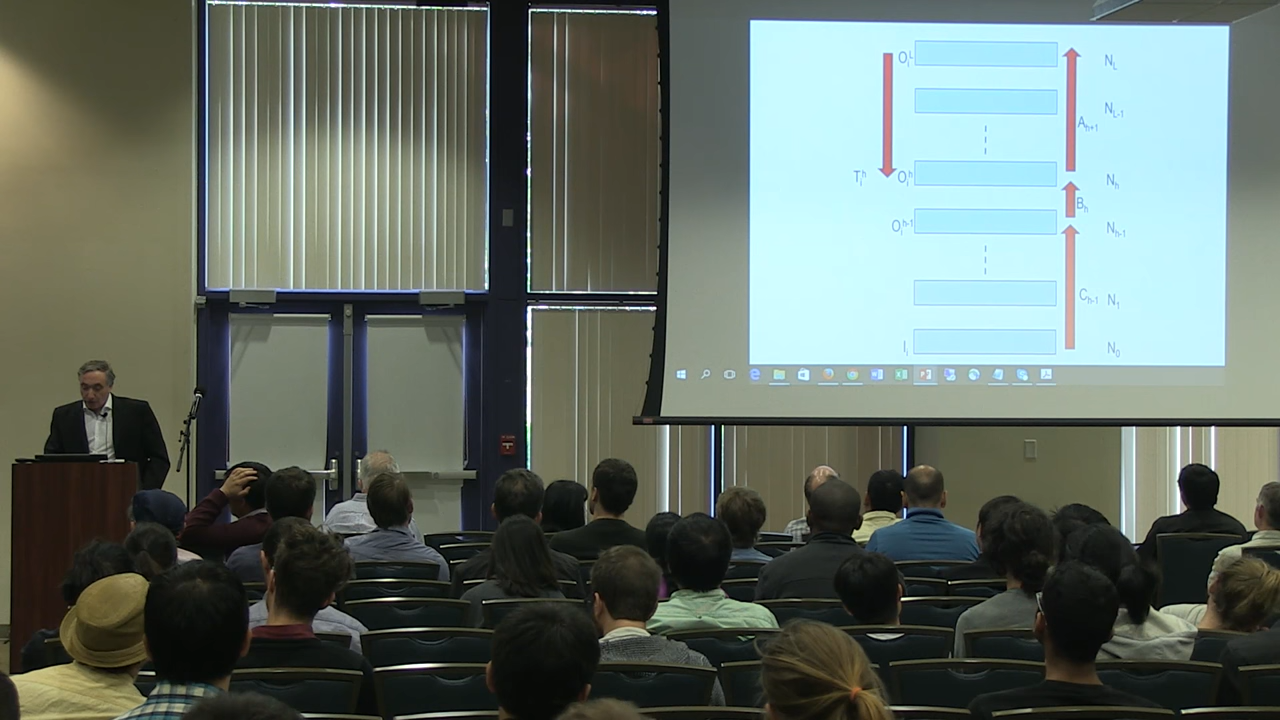 O_i^L N_L
N_{L-1}
A_{h+1}
T_i^h O_i^h N_h
B_h
O_i^{h-1} N_{h-1}
C_{h-1} N_1
I_i N_0